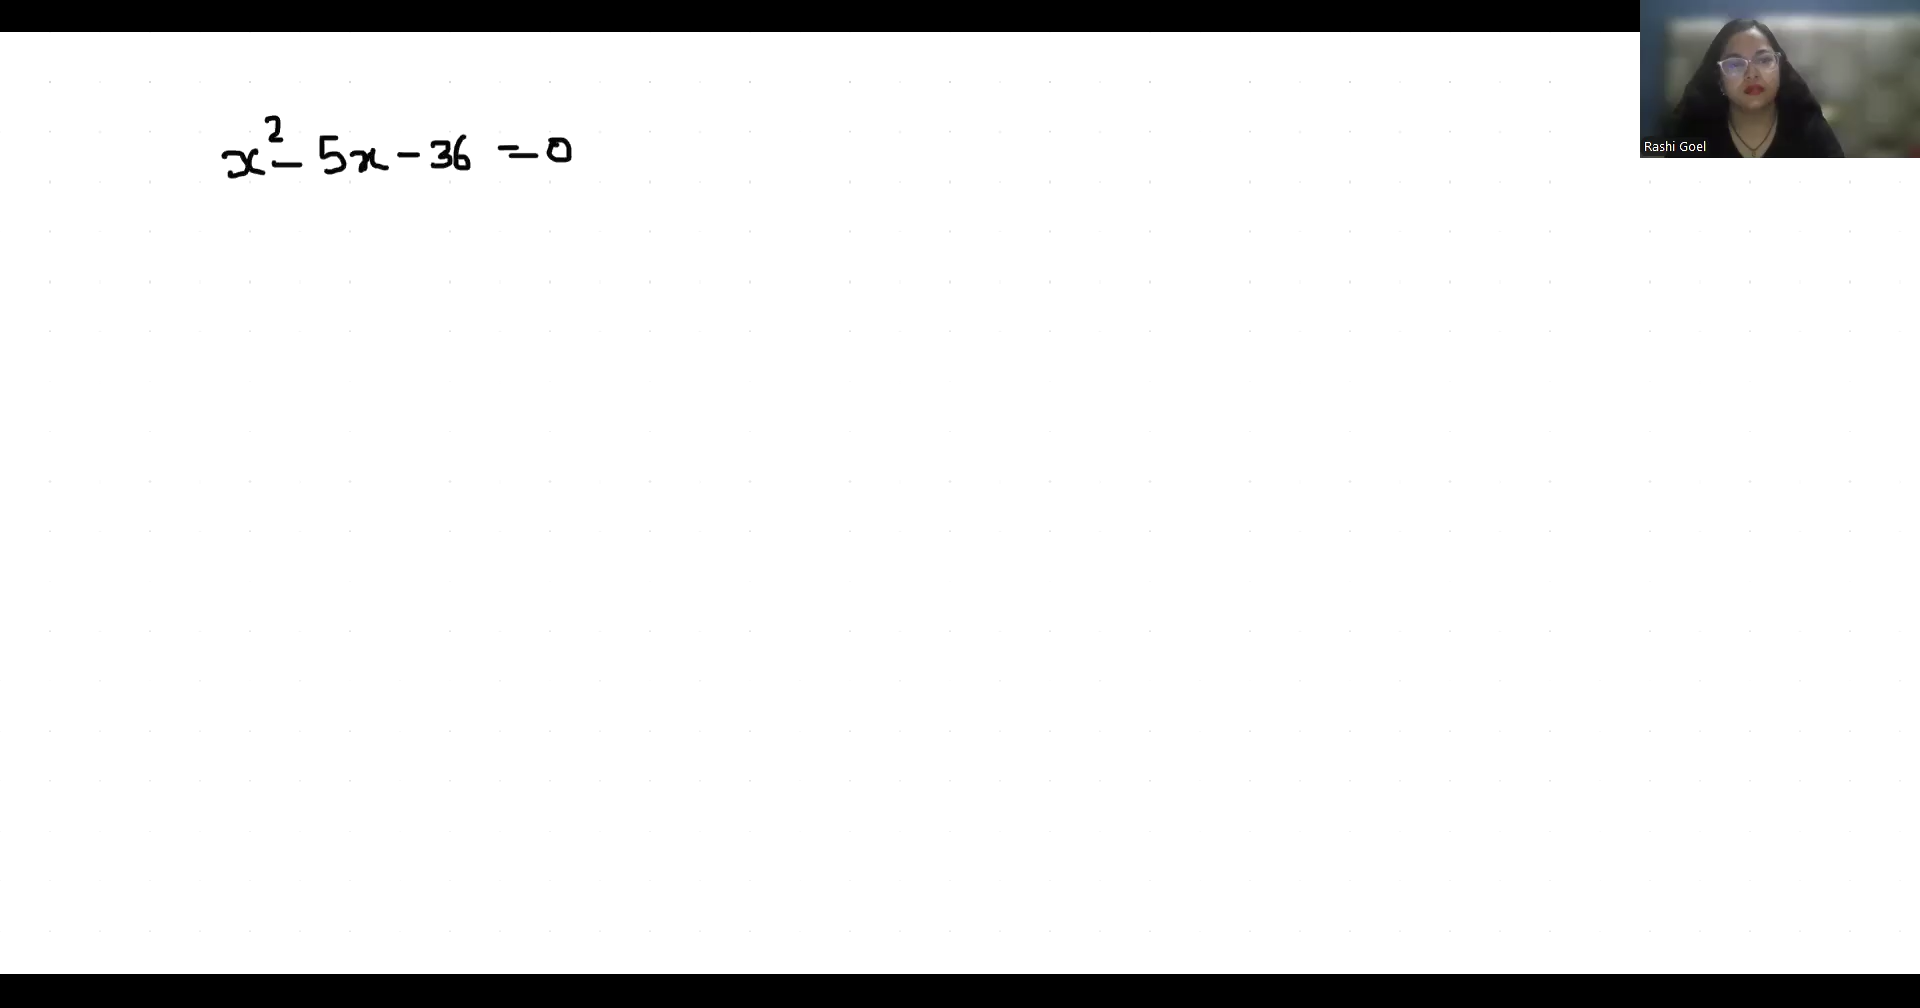 x² - 5x - 36 = 0
Rashi Goel